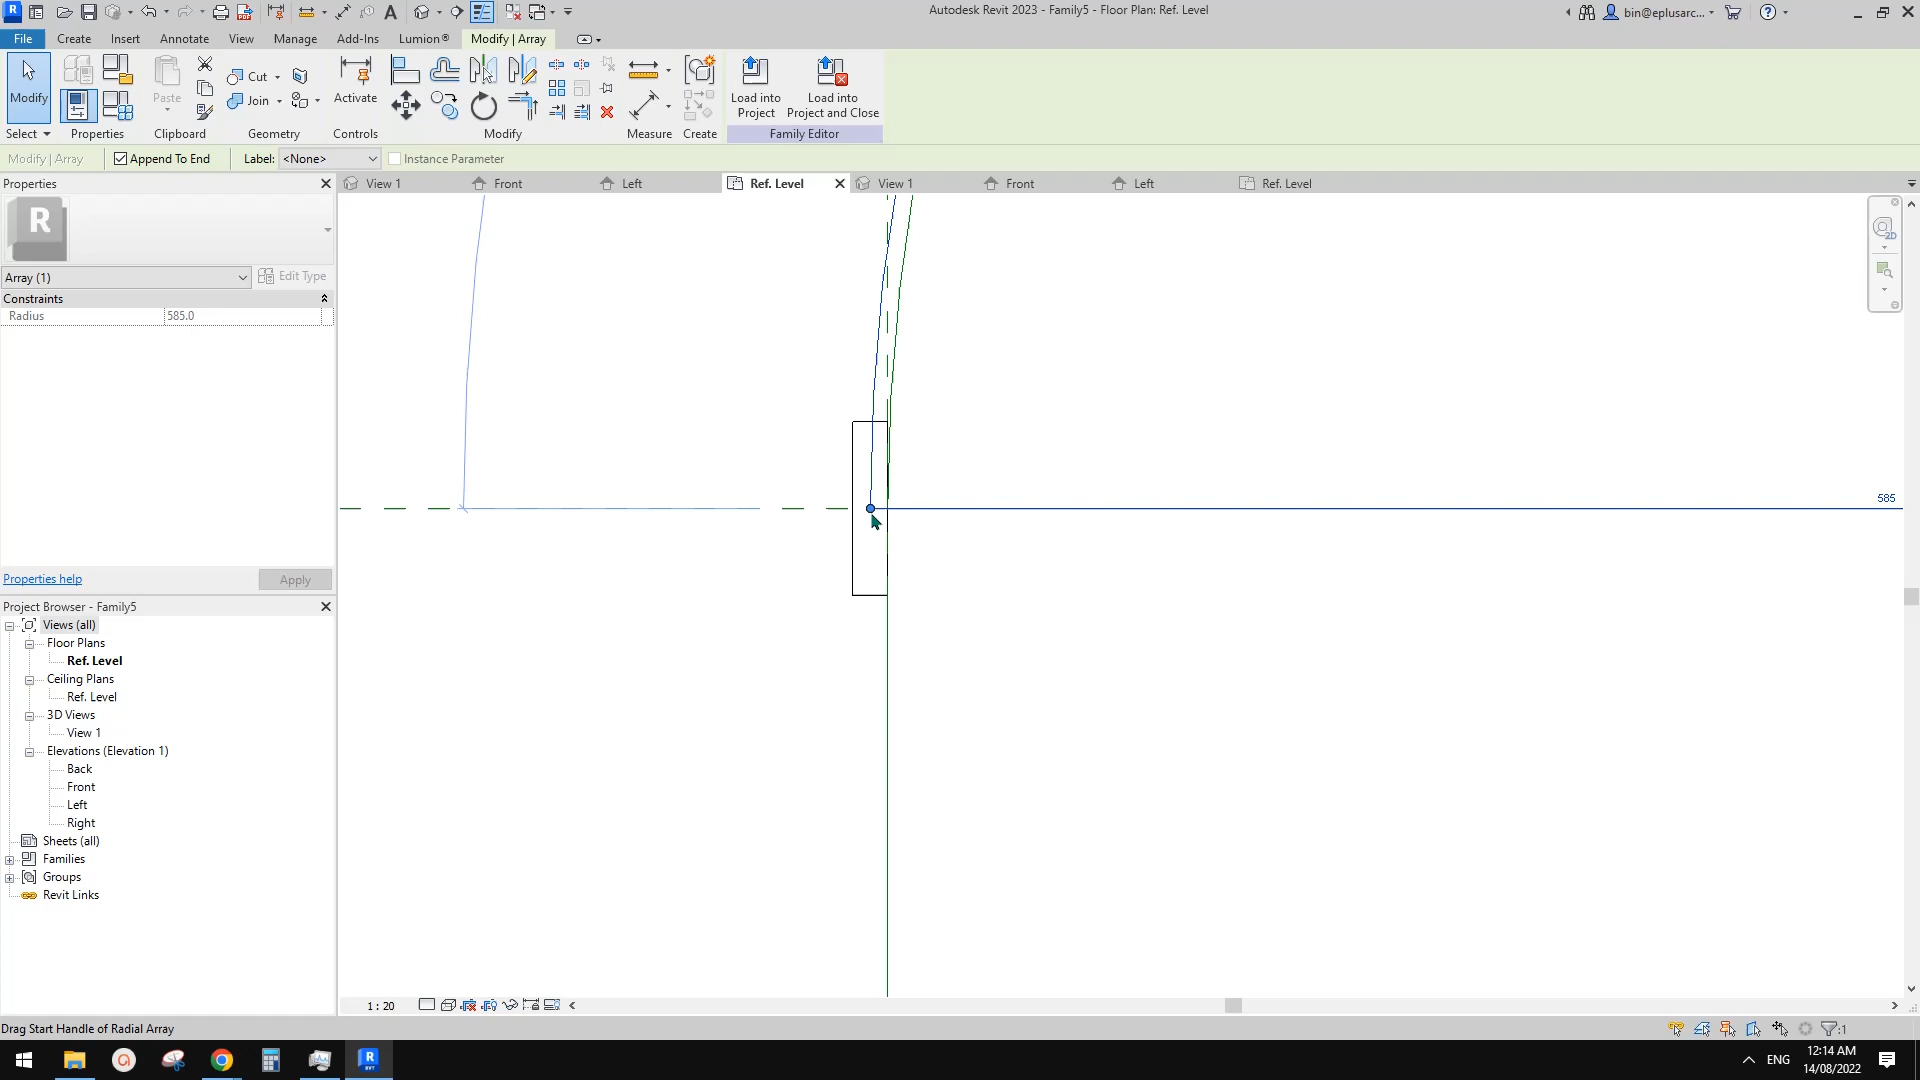 Autodesk Revit 2023 - Family5 - Floor Plan: Ref. Level
bin@eplusarc...
File Create Insert Annotate View Manage Add-Ins Lumion® Modify | Array
Modify
Paste
Cut
Join
Activate
Load into Project
Load into Project and Close
Select Properties Clipboard Geometry Controls Modify Measure Create Family Editor
Modify | Array Append To End Label: <None> Instance Parameter
Properties
View 1 Front Left Ref. Level View 1 Front Left Ref. Level
R
2D
Array (1) Edit Type
Constraints
Radius 585.0
585
Properties help Apply
Project Browser - Family5
Views (all)
Floor Plans
Ref. Level
Ceiling Plans
Ref. Level
3D Views
View 1
Elevations (Elevation 1)
Back
Front
Left
Right
Sheets (all)
Families
Groups
Revit Links
1 : 20
Drag Start Handle of Radial Array
:1
ENG
12:14 AM
14/08/2022